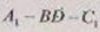 A₁ – BD – C₁